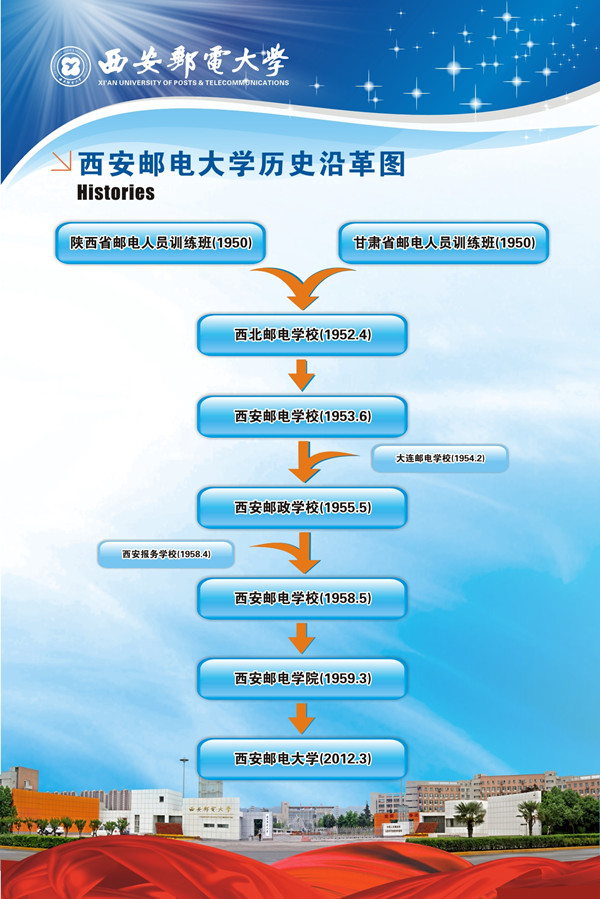 西安郵電大學
XI'AN UNIVERSITY OF POSTS & TELECOMMUNICATIONS
西安邮电大学历史沿革图
Histories
陕西省邮电人员训练班(1950)
甘肃省邮电人员训练班(1950)
西北邮电学校(1952.4)
西安邮电学校(1953.6)
大连邮电学校(1954.2)
西安邮政学校(1955.5)
西安报务学校(1958.4)
西安邮电学校(1958.5)
西安邮电学院(1959.3)
西安邮电大学(2012.3)
西安郵電大學